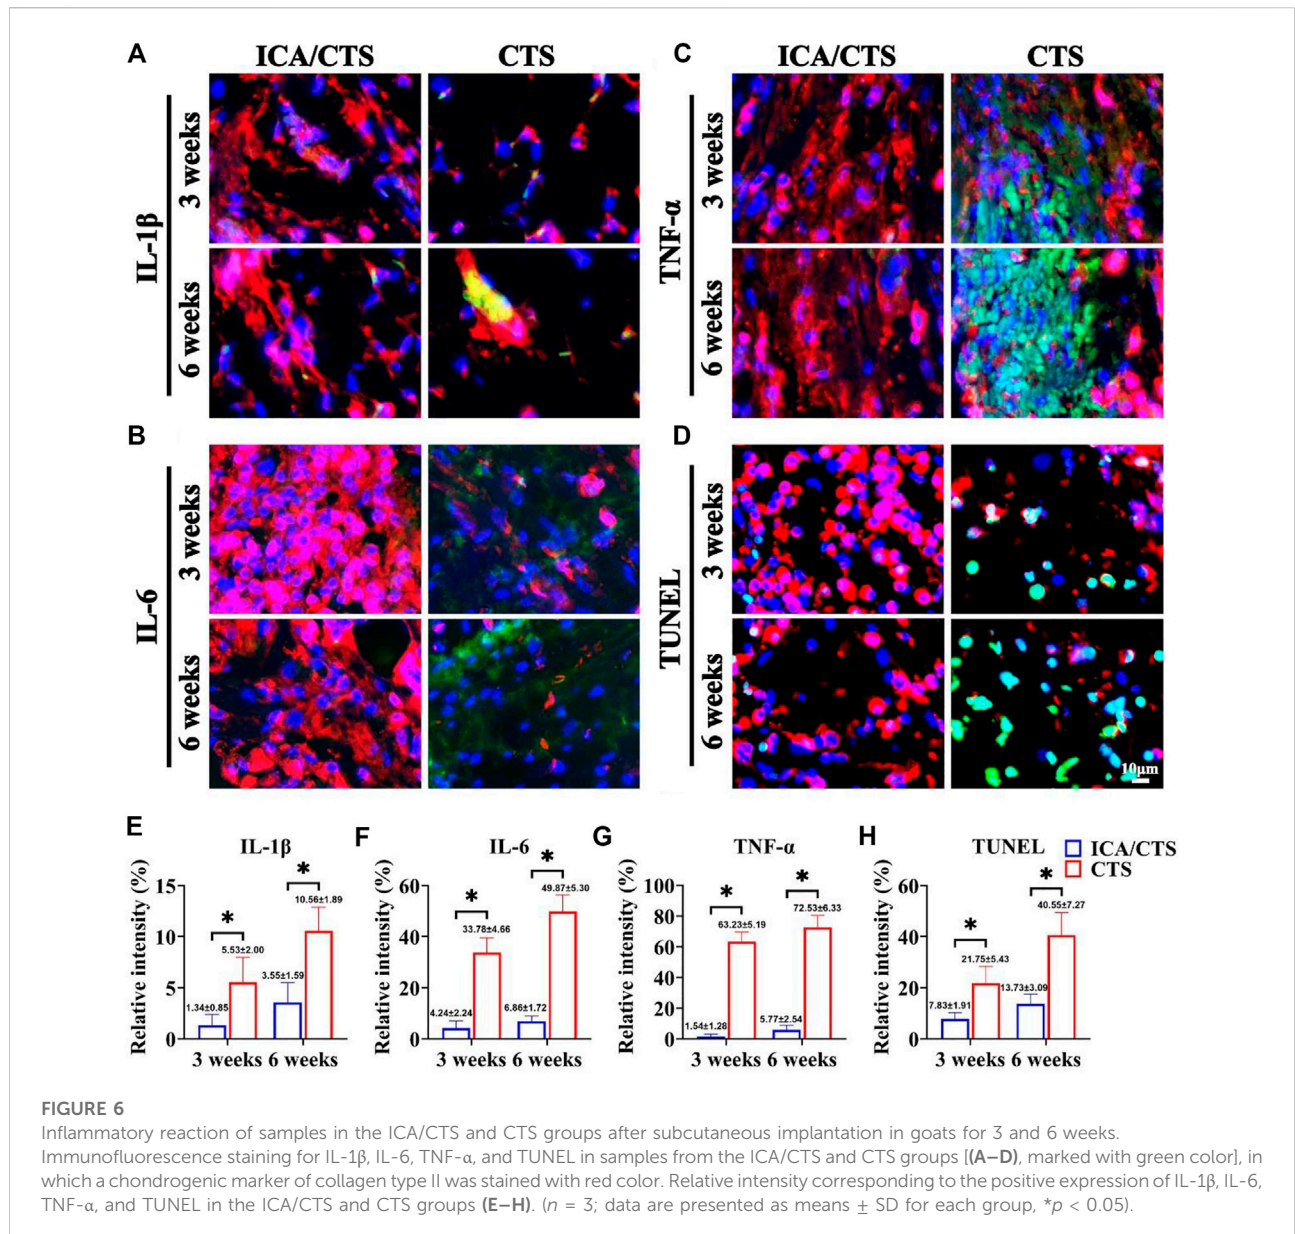 A
ICA/CTS
CTS
C
ICA/CTS
CTS
IL-1β
3 weeks
6 weeks
TNF-α
3 weeks
6 weeks
B
D
IL-6
3 weeks
6 weeks
TUNEL
3 weeks
6 weeks
10μm
E
IL-1β
Relative intensity (%)
15
10
5
0
1.34±0.85
5.53±2.00
*
3.55±1.59
10.56±1.89
*
3 weeks 6 weeks
F
IL-6
Relative intensity (%)
60
40
20
0
4.24±2.24
33.78±4.66
*
6.86±1.72
49.87±5.30
*
3 weeks 6 weeks
G
TNF-α
Relative intensity (%)
100
80
60
40
20
0
1.54±1.28
63.23±5.19
*
5.77±2.54
72.53±6.33
*
3 weeks 6 weeks
H
TUNEL
Relative intensity (%)
60
40
20
0
7.83±1.91
21.75±5.43
*
13.73±3.09
40.55±7.27
*
3 weeks 6 weeks
ICA/CTS
CTS
FIGURE 6
Inflammatory reaction of samples in the ICA/CTS and CTS groups after subcutaneous implantation in goats for 3 and 6 weeks.
Immunofluorescence staining for IL-1β, IL-6, TNF-α, and TUNEL in samples from the ICA/CTS and CTS groups [(A–D), marked with green color], in
which a chondrogenic marker of collagen type II was stained with red color. Relative intensity corresponding to the positive expression of IL-1β, IL-6,
TNF-α, and TUNEL in the ICA/CTS and CTS groups (E–H). (n = 3; data are presented as means ± SD for each group, *p < 0.05).